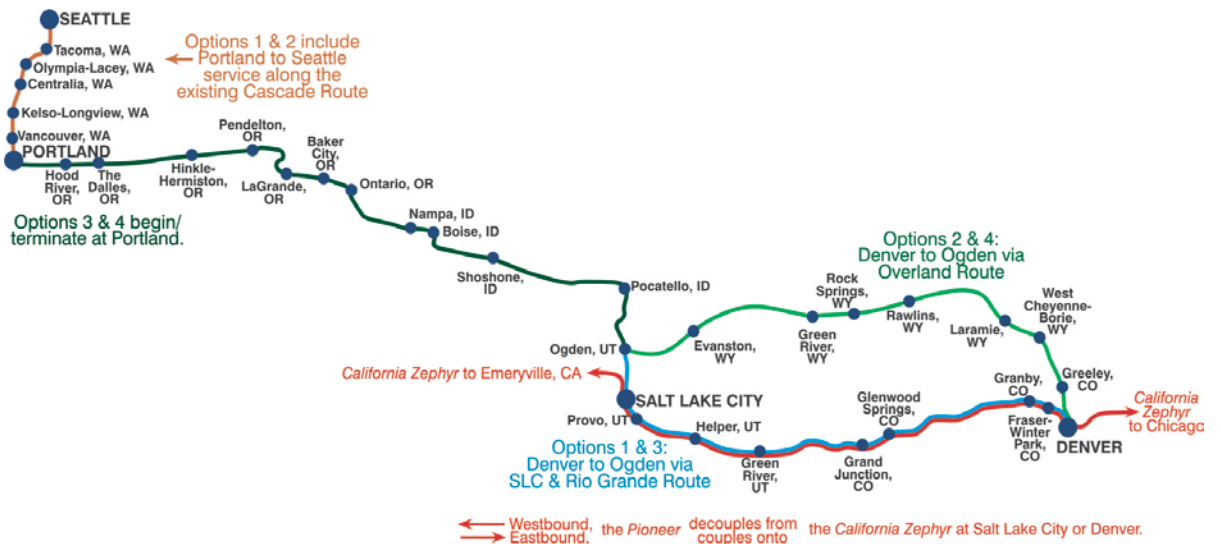 SEATTLE
Tacoma, WA
Olympia-Lacey, WA
Centralia, WA
Kelso-Longview, WA
Vancouver, WA
PORTLAND
Options 1 & 2 include
Portland to Seattle
service along the
existing Cascade Route
Hood
River,
OR
The
Dalles,
OR
Hinkle-
Hermiston,
OR
Pendelton,
OR
LaGrande,
OR
Baker
City,
OR
Ontario, OR
Options 3 & 4 begin/
terminate at Portland.
Nampa, ID
Boise, ID
Shoshone,
ID
Pocatello, ID
Ogden, UT
Evanston,
WY
Green
River,
WY
Rock
Springs,
WY
Rawlins,
WY
Laramie,
WY
West
Cheyenne-
Borie, WY
Greeley,
CO
Options 2 & 4:
Denver to Ogden via
Overland Route
California Zephyr to Emeryville, CA
SALT LAKE CITY
Provo, UT
Helper, UT
Green
River,
UT
Grand
Junction,
CO
Glenwood
Springs,
CO
Granby,
CO
Fraser-
Winter
Park,
CO
DENVER
California
Zephyr
to Chicago
Options 1 & 3:
Denver to Ogden via
SLC & Rio Grande Route
Westbound, the Pioneer decouples from the California Zephyr at Salt Lake City or Denver.
Eastbound, couples onto